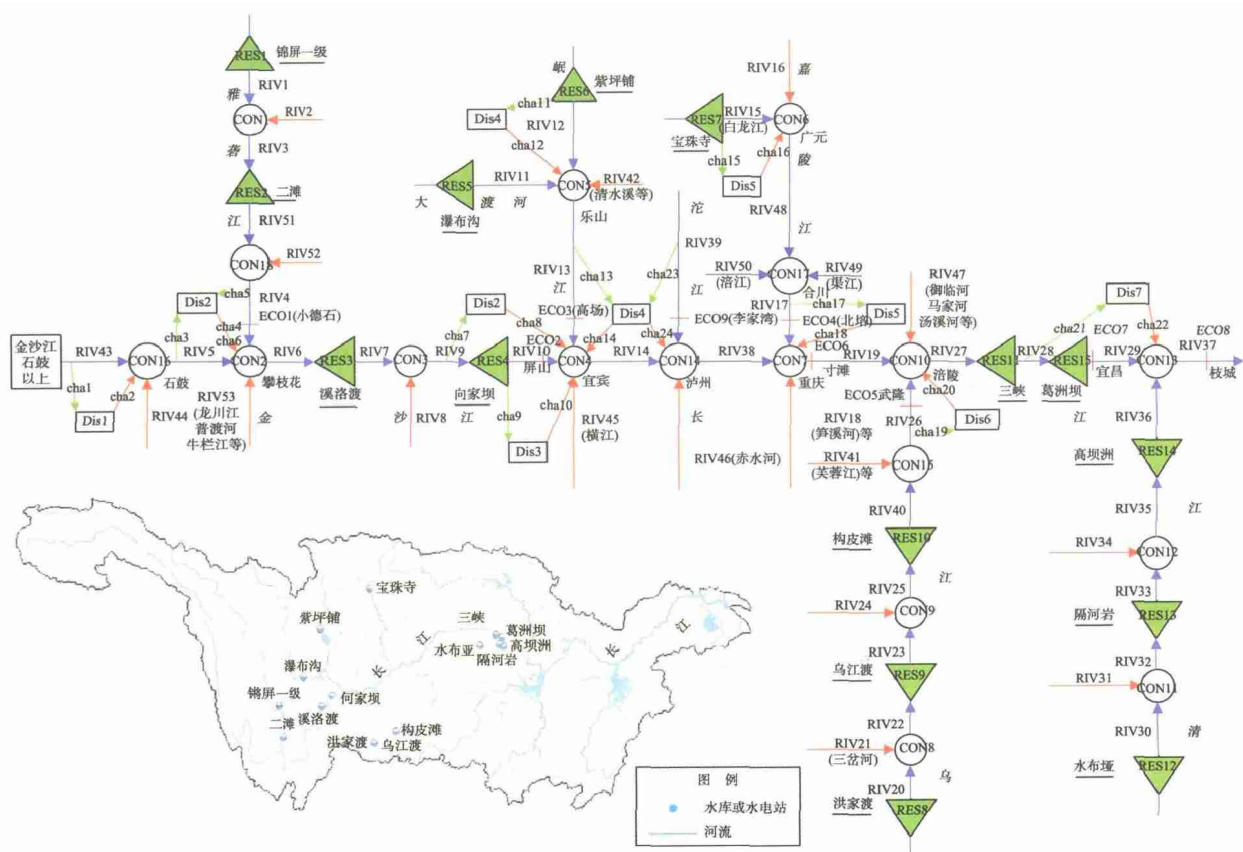 RES1
锦屏一级
RIV1
雅
CON
RIV2
砻
RIV3
RES2
二滩
江
RIV51
CON18
RIV52
RIV4
ECO1(小德石)
Dis2
cha5
cha3
cha4
cha6
金沙江
石鼓
以上
RIV43
CON16
石鼓
RIV5
CON2
攀枝花
RIV6
RES3
溪洛渡
RIV7
CON3
RIV9
RES4
向家坝
RIV10
屏山
ECO2
CON4
宜宾
RIV14
CON14
泸州
RIV38
CON7
重庆
ECO6
寸滩
RIV19
CON10
涪陵
RIV27
RES11
三峡
RIV28
RES15
葛洲坝
宜昌
RIV29
ECO7
CON13
ECO8
RIV37
枝城
cha1
Dis1
cha2
RIV44
RIV53
(龙川江
普渡河
牛栏江等)
金
沙
RIV8
江
cha7
Dis2
cha8
cha9
Dis3
cha10
RIV45
(横江)
RIV46(赤水河)
长
岷
紫坪铺
RES6
cha11
Dis4
RIV12
cha12
RES5
瀑布沟
RIV11
大
渡
河
CON5
RIV42
(清水溪等)
乐山
RIV13
江
cha13
ECO3(高场)
cha14
Dis4
cha23
cha24
沱
RIV39
江
ECO9(李家湾)
RIV16
嘉
RES7
宝珠寺
RIV15
(白龙江)
CON6
广元
cha15
cha16
Dis5
陵
RIV48
江
RIV50
(涪江)
CON17
RIV49
(渠江)
合川
RIV17
cha17
Dis5
ECO4(北培)
cha18
RIV47
(御临河
马家河
汤溪河等)
ECO5武隆
cha20
Dis6
cha19
RIV18
(笋溪河)等
RIV26
RIV41
(芙蓉江)等
CON15
RIV40
构皮滩
RES10
江
RIV25
RIV24
CON9
RIV23
乌江渡
RES9
RIV22
RIV21
(三岔河)
CON8
乌
RIV20
洪家渡
RES8
Dis7
cha21
cha22
江
RIV36
高坝洲
RES14
RIV35
江
RIV34
CON12
RIV33
隔河岩
RES13
RIV32
RIV31
CON11
RIV30
清
水布垭
RES12
宝珠寺
紫坪铺
三峡
葛洲坝
水布亚
高坝洲
隔河岩
瀑布沟
锦屏一级
何家坝
溪洛渡
二滩
构皮滩
洪家渡
乌江渡
长
江
长
江
图 例
水库或水电站
河流